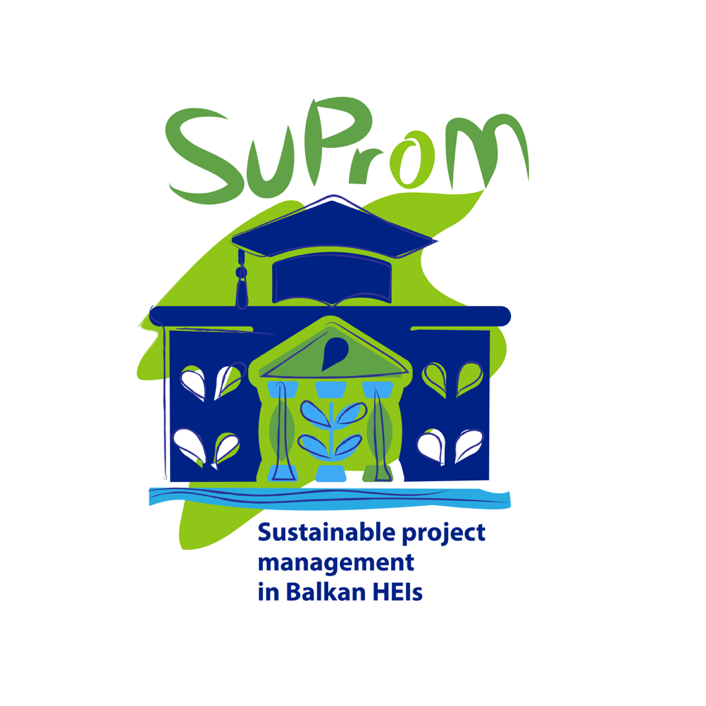 SuProm
Sustainable project
management
in Balkan HEIs